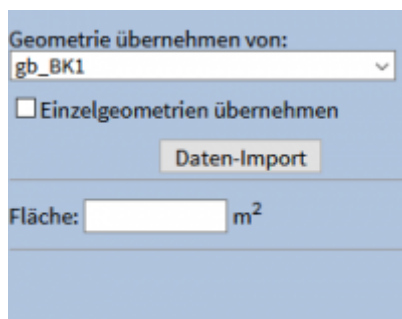 Geometrie übernehmen von:
gb_BK1
Einzelgeometrien übernehmen
Daten-Import
Fläche: m²